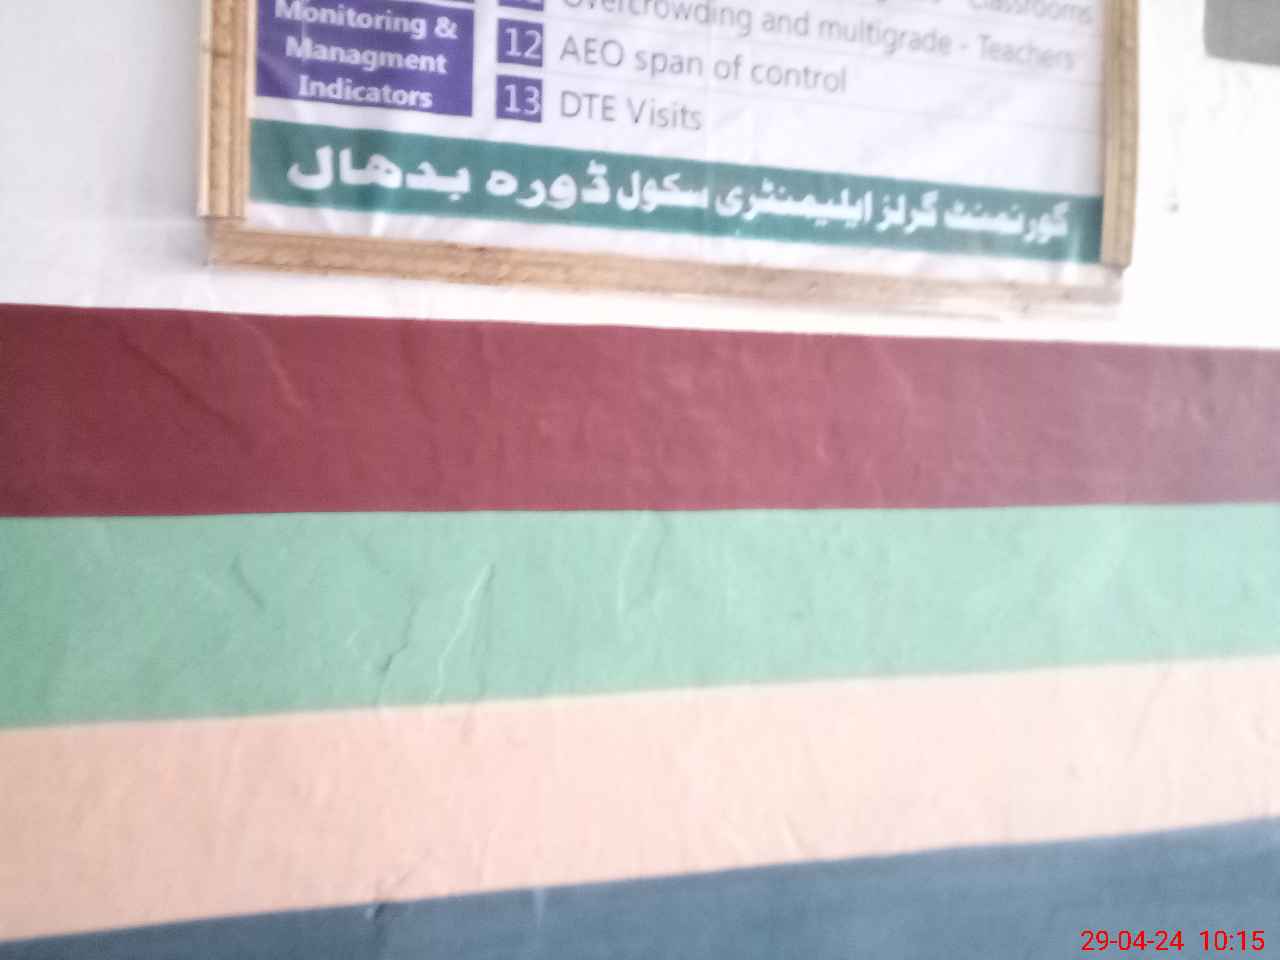 Classrooms
Overcrowding and multigrade - Teachers
Monitoring &
Managment
Indicators
12 AEO span of control
13 DTE Visits
گورنمنٹ گرلز ایلیمنٹری سکول ڈورہ بدھال
29-04-24 10:15